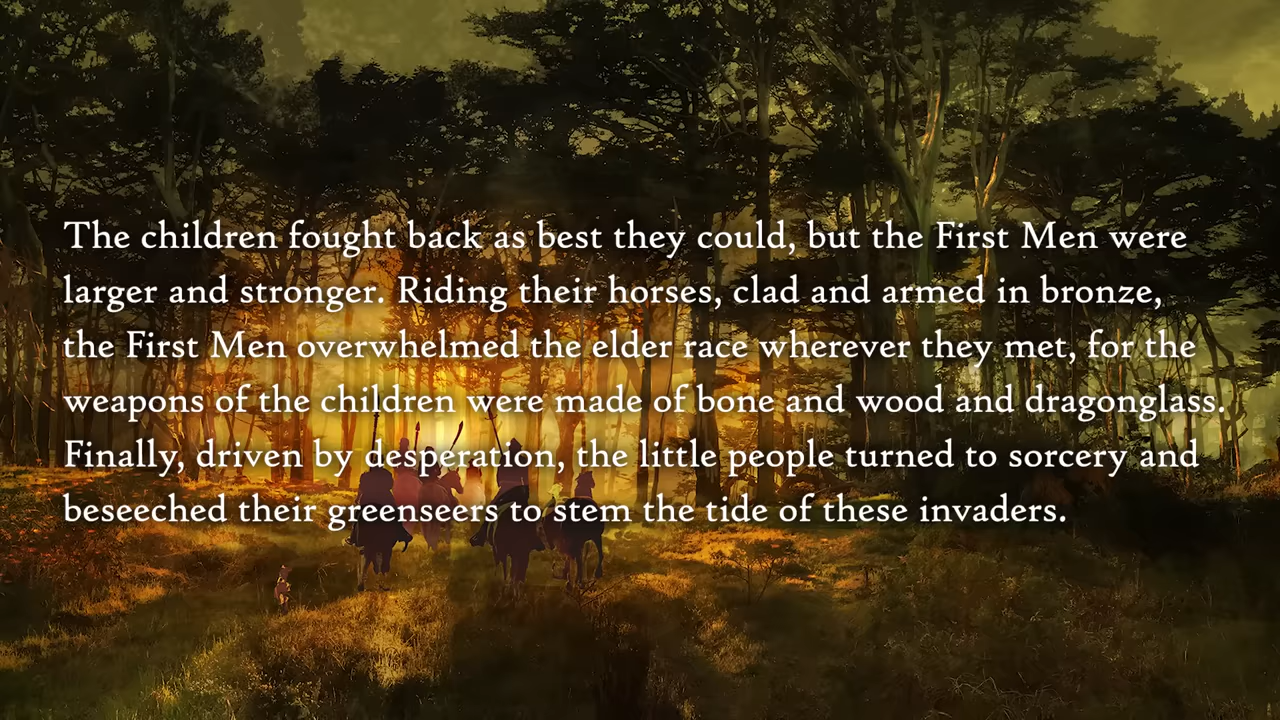 The children fought back as best they could, but the First Men were
larger and stronger. Riding their horses, clad and armed in bronze,
the First Men overwhelmed the elder race wherever they met, for the
weapons of the children were made of bone and wood and dragonglass.
Finally, driven by desperation, the little people turned to sorcery and
beseeched their greenseers to stem the tide of these invaders.